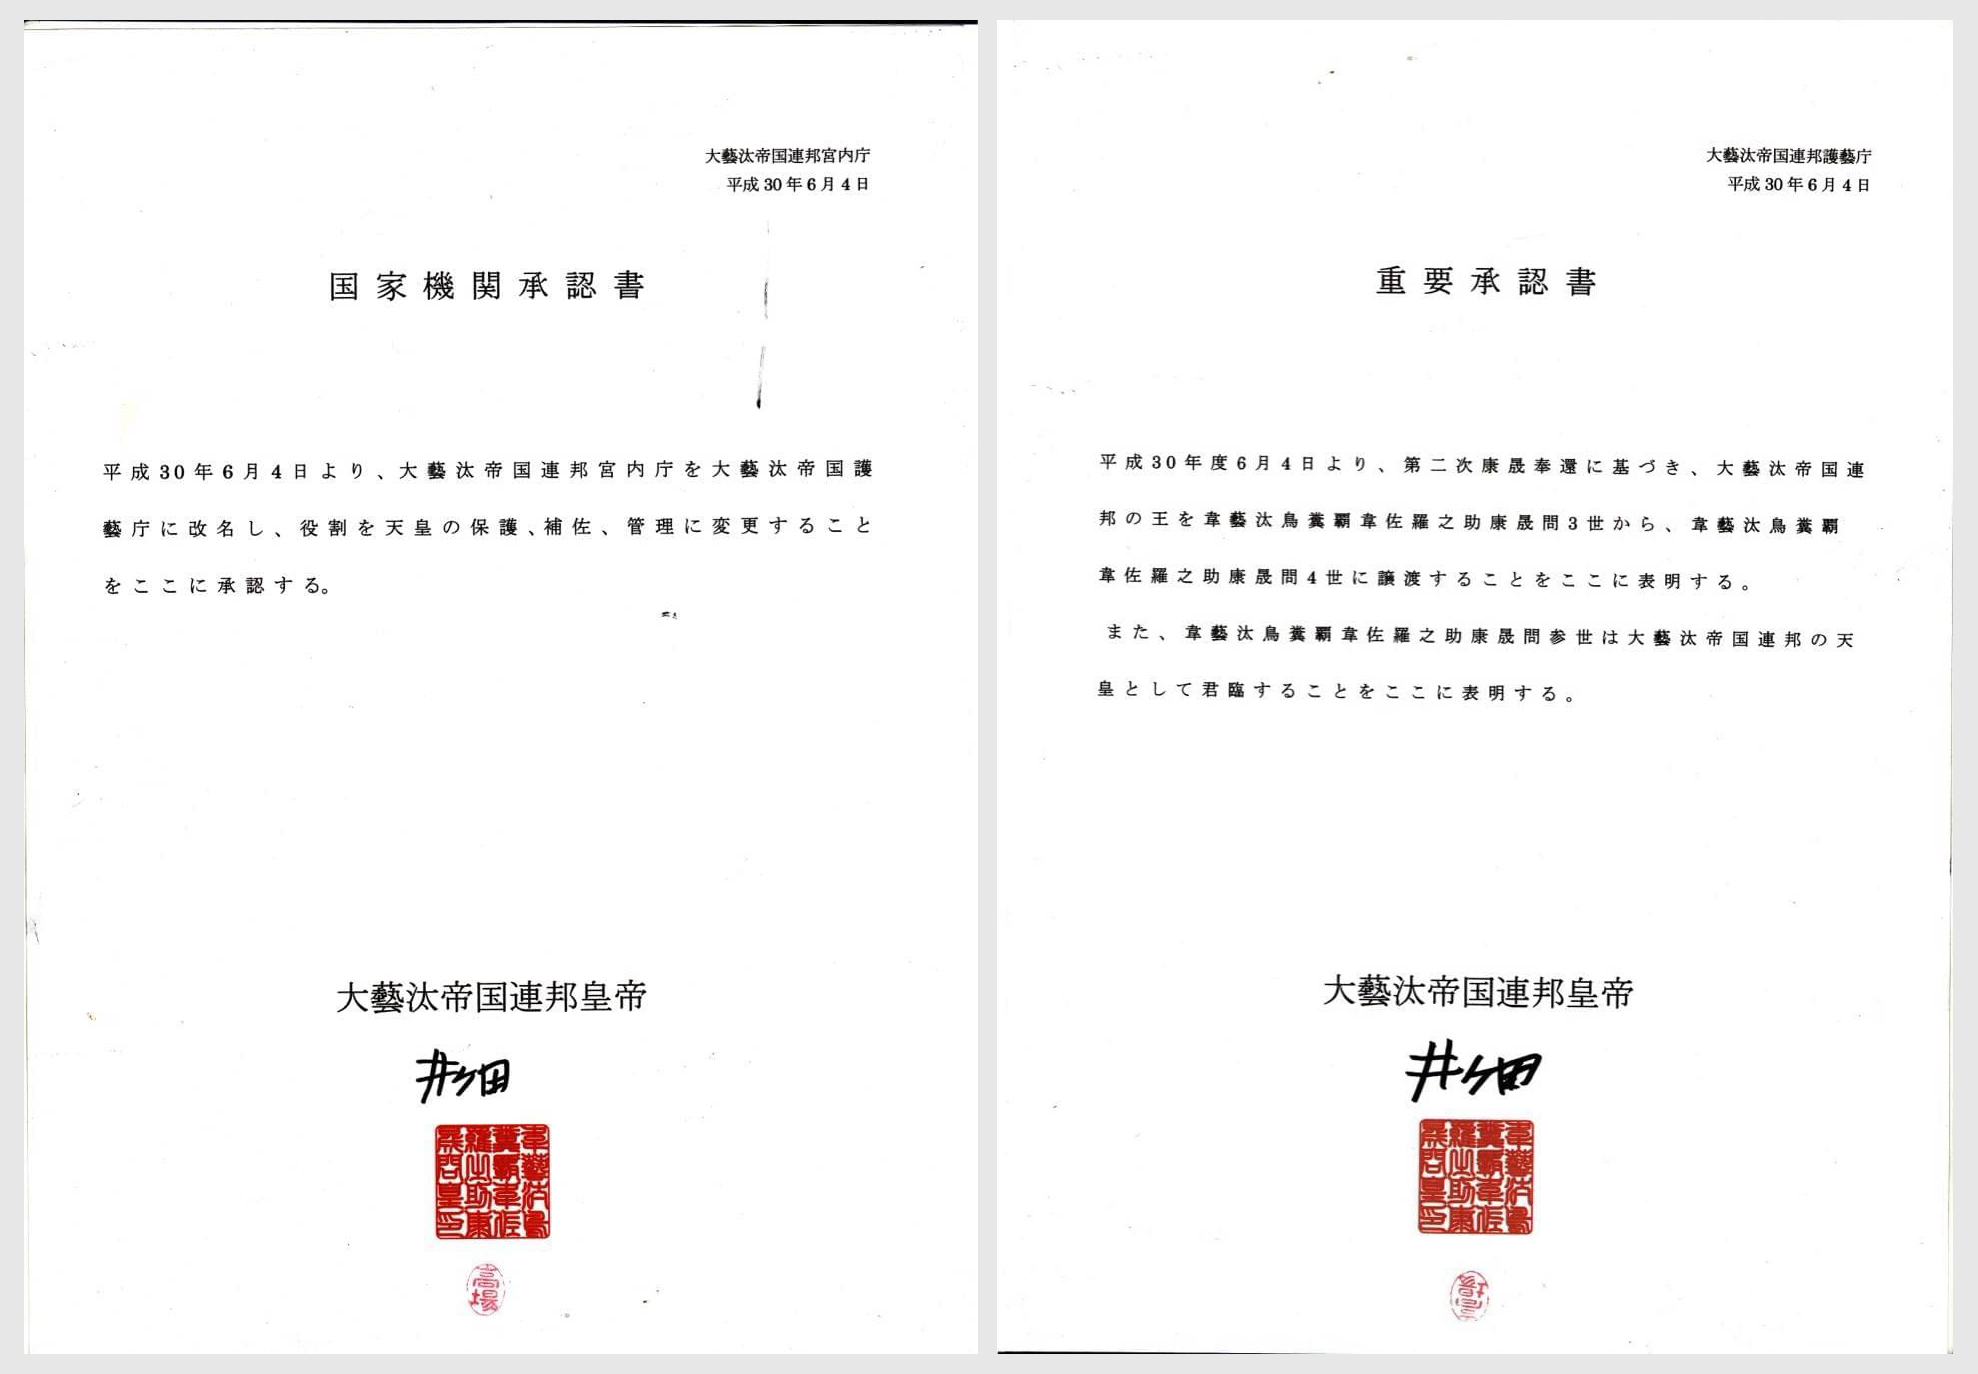 大藝汰帝国連邦宮内庁
平成30年6月4日
国家機関承認書
平成30年6月4日より、大藝汰帝国連邦宮内庁を大藝汰帝国護
藝庁に改名し、役割を天皇の保護、補佐、管理に変更すること
をここに承認する。
大藝汰帝国連邦皇帝
高場
大藝汰帝国連邦護藝庁
平成30年6月4日
重要承認書
平成30年度6月4日より、第二次康晟奉還に基づき、大藝汰帝国連
邦の王を韋藝汰鳥糞覇韋佐羅之助康晟問3世から、韋藝汰鳥糞覇
韋佐羅之助康晟問4世に譲渡することをここに表明する。
また、韋藝汰鳥糞覇韋佐羅之助康晟問参世は大藝汰帝国連邦の天
皇として君臨することをここに表明する。
大藝汰帝国連邦皇帝